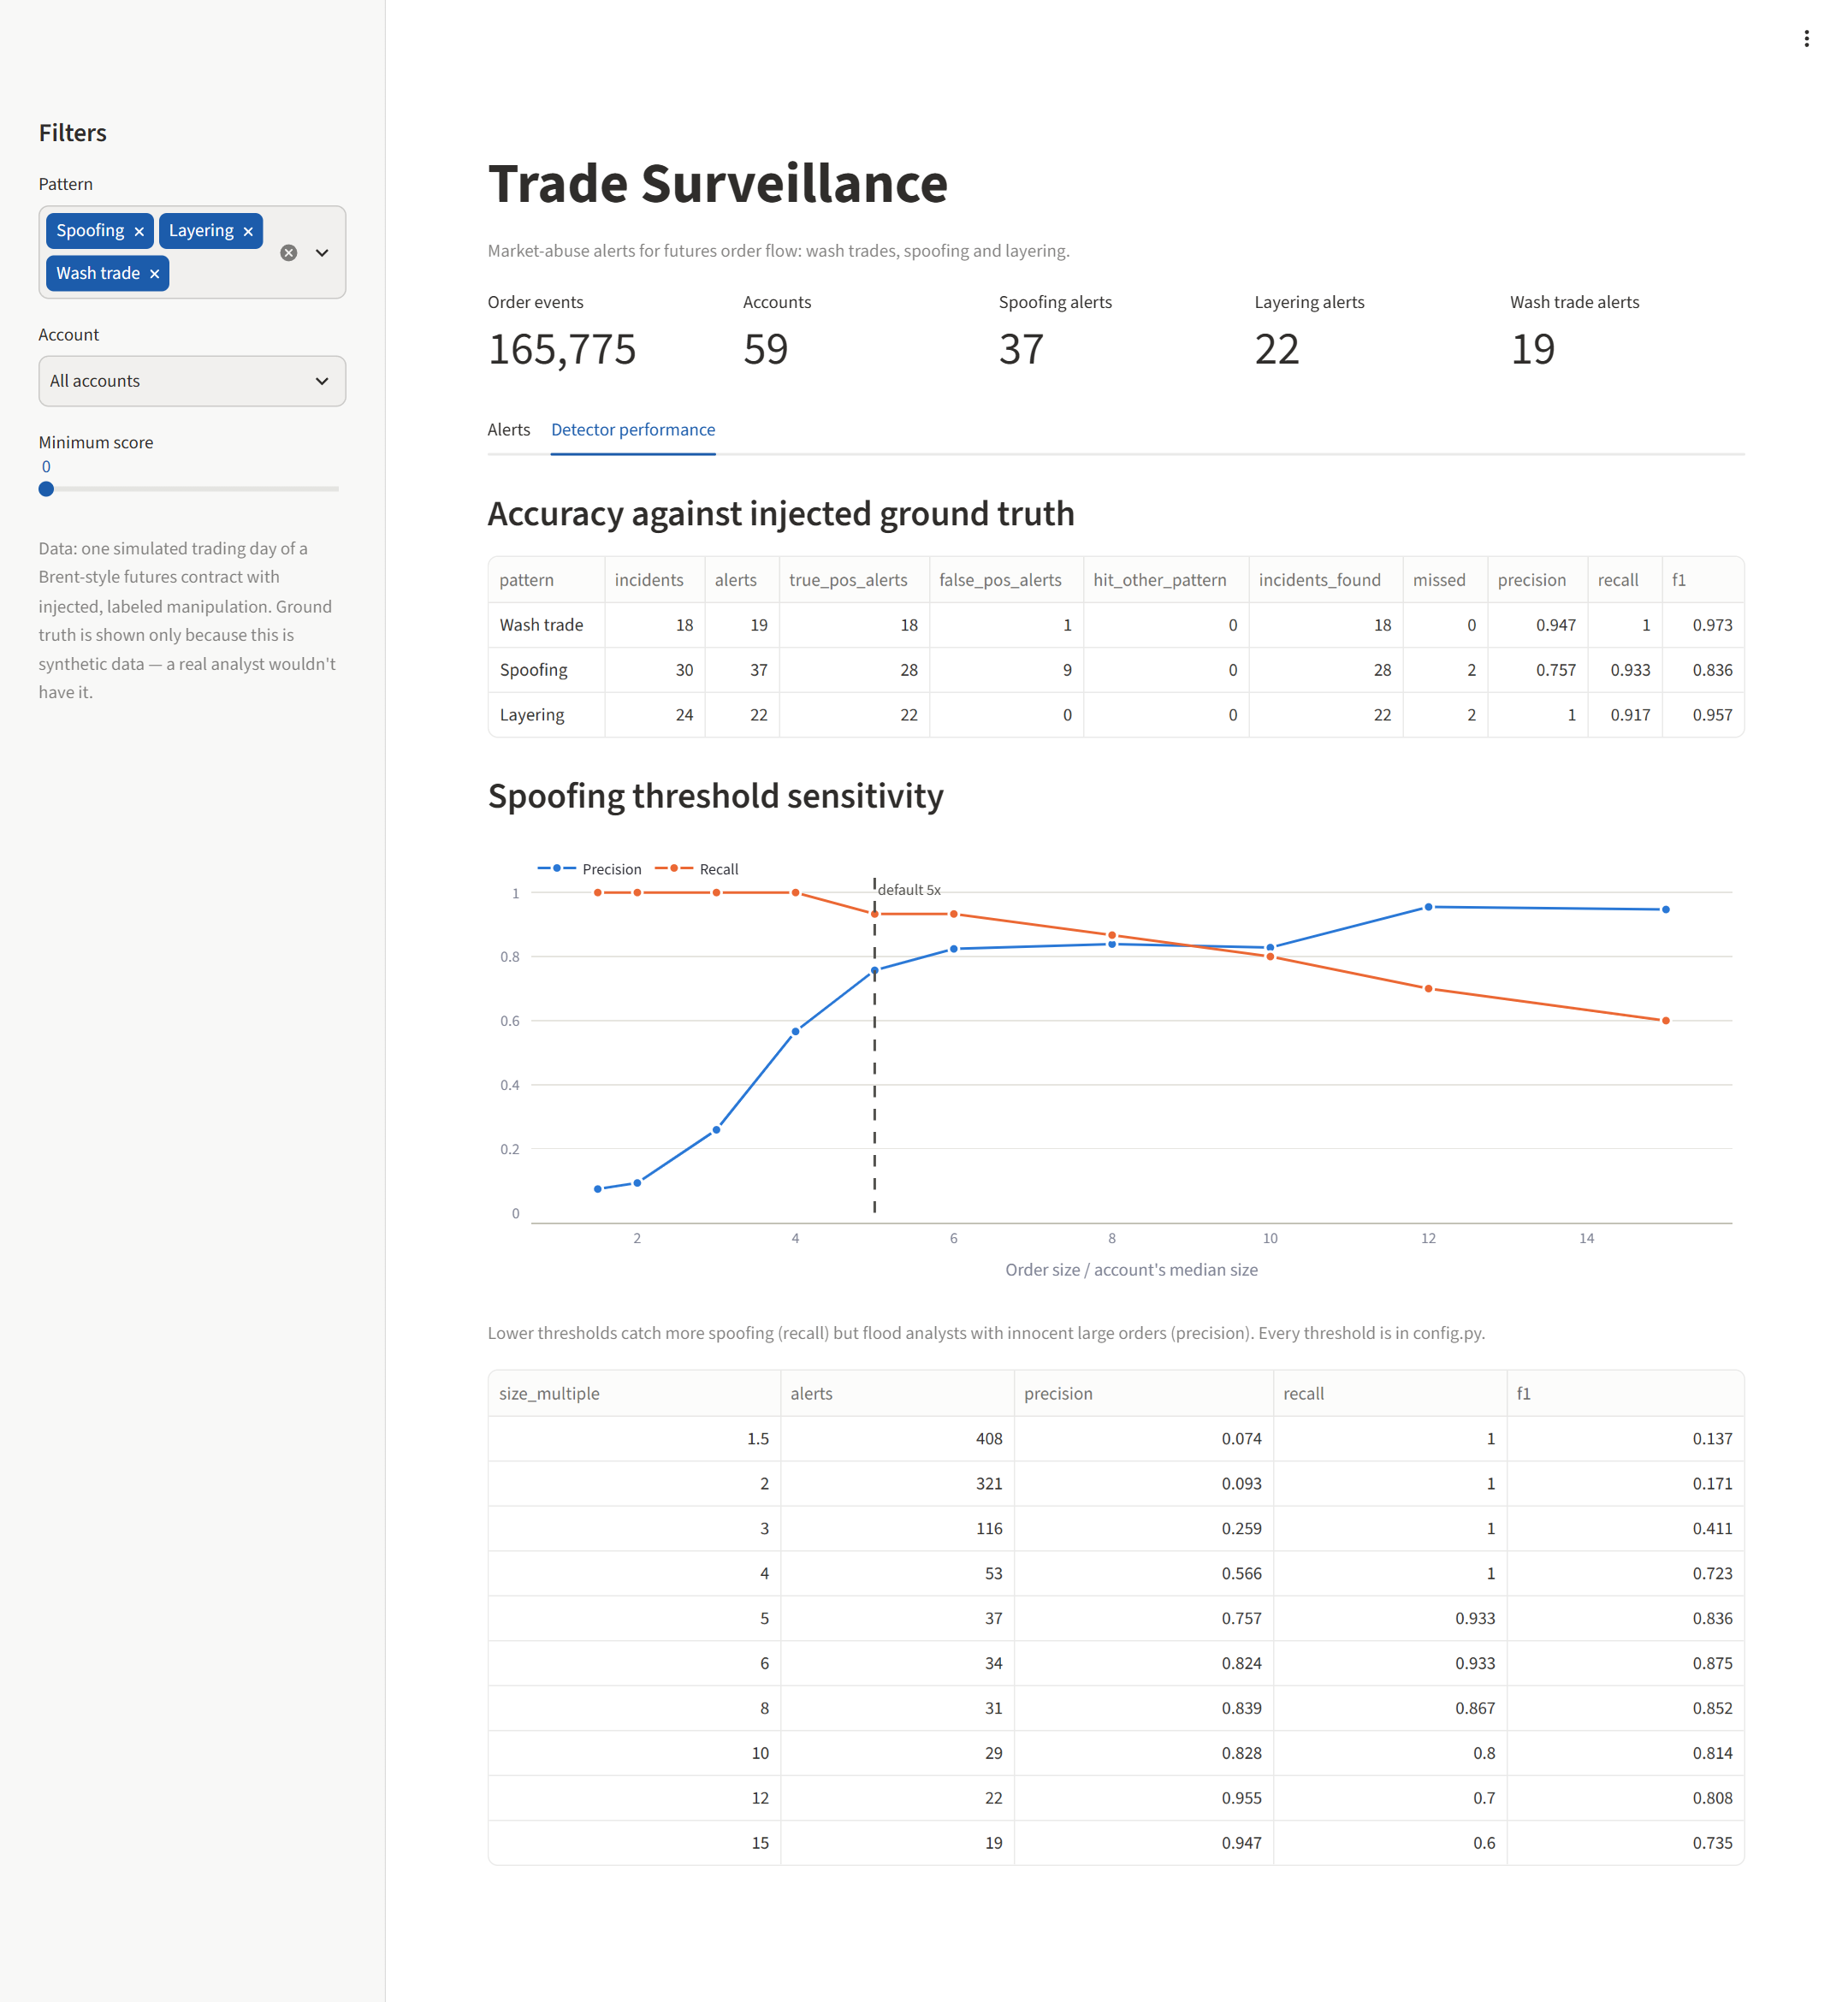 Filters
Pattern
Spoofing × Layering ×
Wash trade ×
Account
All accounts
Minimum score
0
Data: one simulated trading day of a
Brent-style futures contract with
injected, labeled manipulation. Ground
truth is shown only because this is
synthetic data — a real analyst wouldn't
have it.
Trade Surveillance
Market-abuse alerts for futures order flow: wash trades, spoofing and layering.
Order events Accounts Spoofing alerts Layering alerts Wash trade alerts
165,775 59 37 22 19
Alerts Detector performance
Accuracy against injected ground truth
pattern incidents alerts true_pos_alerts false_pos_alerts hit_other_pattern incidents_found missed precision recall f1
Wash trade 18 19 18 1 0 18 0 0.947 1 0.973
Spoofing 30 37 28 9 0 28 2 0.757 0.933 0.836
Layering 24 22 22 0 0 22 2 1 0.917 0.957
Spoofing threshold sensitivity
Precision Recall
default 5x
1
0.8
0.6
0.4
0.2
0
2 4 6 8 10 12 14
Order size / account's median size
Lower thresholds catch more spoofing (recall) but flood analysts with innocent large orders (precision). Every threshold is in config.py.
size_multiple alerts precision recall f1
1.5 408 0.074 1 0.137
2 321 0.093 1 0.171
3 116 0.259 1 0.411
4 53 0.566 1 0.723
5 37 0.757 0.933 0.836
6 34 0.824 0.933 0.875
8 31 0.839 0.867 0.852
10 29 0.828 0.8 0.814
12 22 0.955 0.7 0.808
15 19 0.947 0.6 0.735